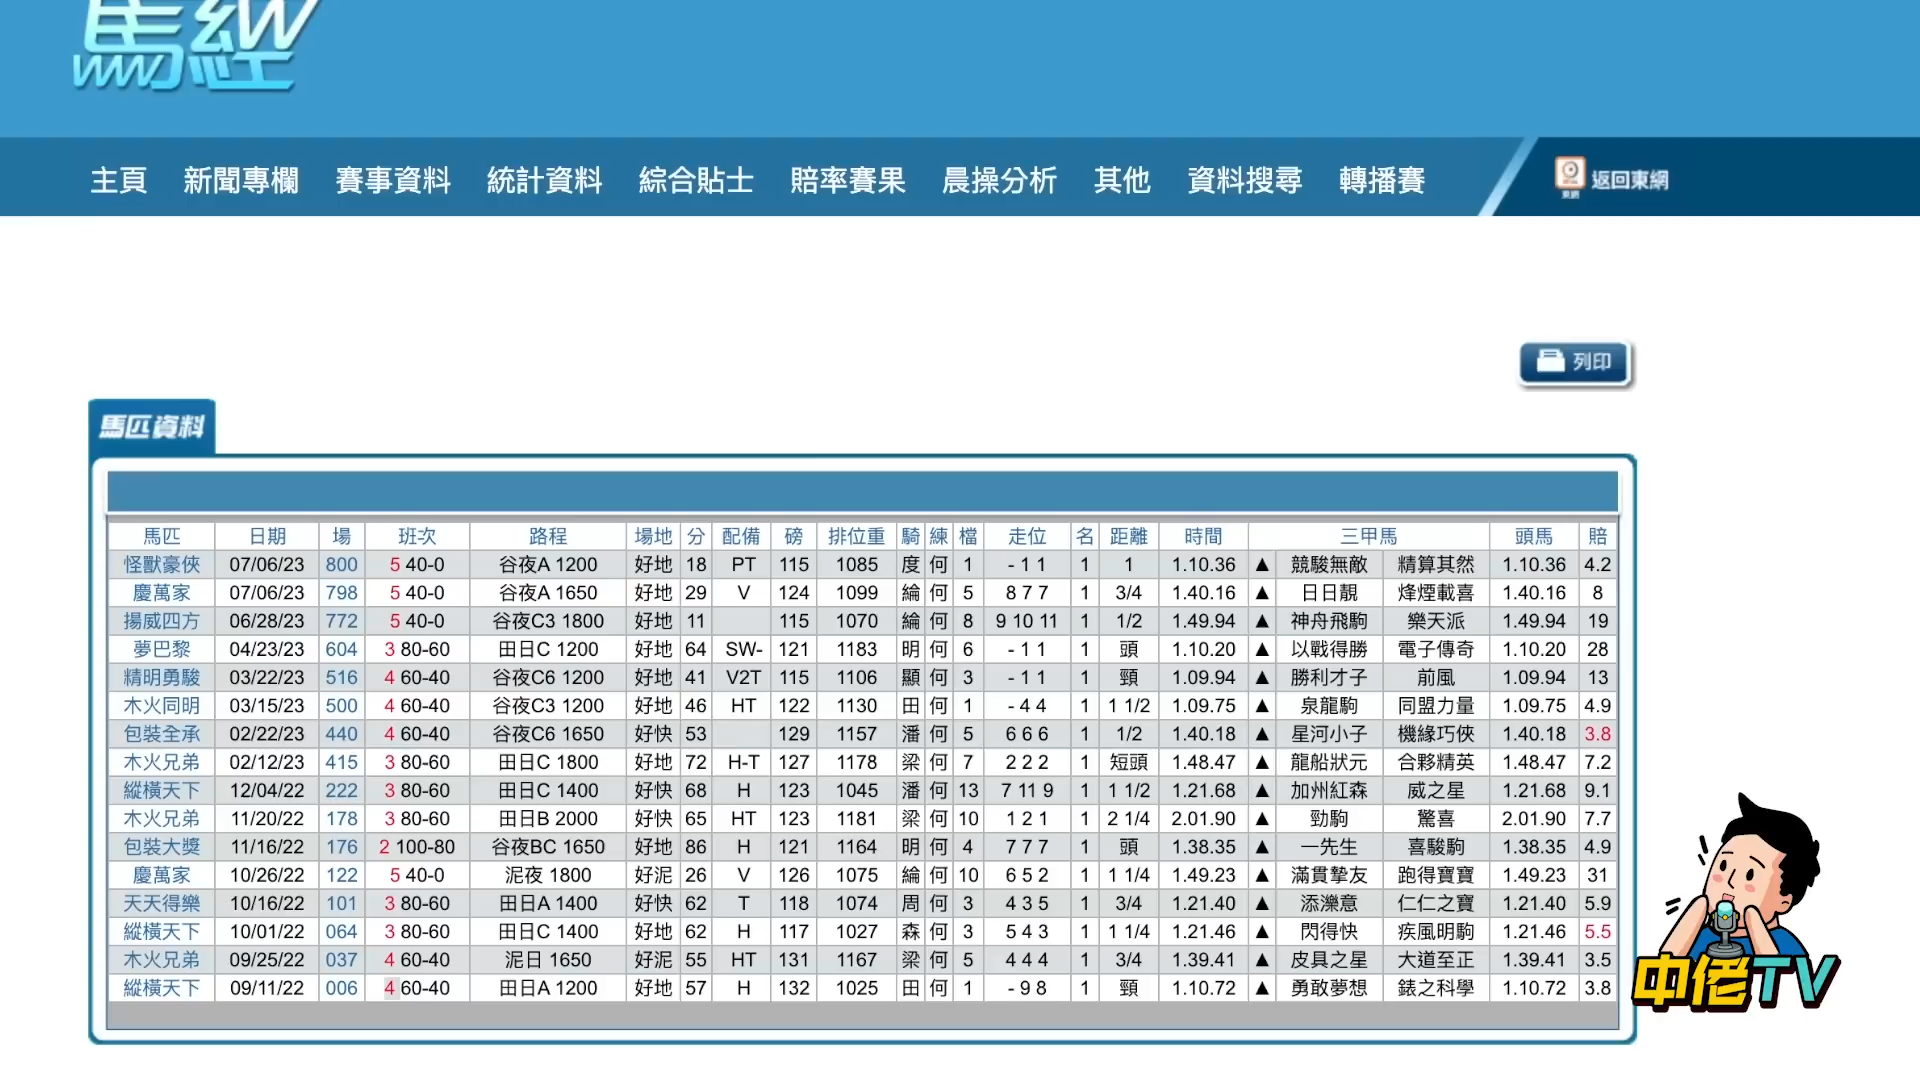 馬經
主頁 新聞專欄 賽事資料 統計資料 綜合貼士 賠率賽果 晨操分析 其他 資料搜尋 轉播賽 東網 返回東網
列印
馬匹資料
馬匹 日期 場 班次 路程 場地 分 配備 磅 排位重 騎 練 檔 走位 名 距離 時間 三甲馬 頭馬 賠
怪獸豪俠 07/06/23 800 5 40-0 谷夜A 1200 好地 18 PT 115 1085 度 何 1 - 1 1 1 1 1.10.36 ▲ 競駿無敵 精算其然 1.10.36 4.2
慶萬家 07/06/23 798 5 40-0 谷夜A 1650 好地 29 V 124 1099 綸 何 5 8 7 7 1 3/4 1.40.16 ▲ 日日靚 烽煙載喜 1.40.16 8
揚威四方 06/28/23 772 5 40-0 谷夜C3 1800 好地 11 115 1070 綸 何 8 9 10 11 1 1/2 1.49.94 ▲ 神舟飛駒 樂天派 1.49.94 19
夢巴黎 04/23/23 604 3 80-60 田日C 1200 好地 64 SW- 121 1183 明 何 6 - 1 1 1 頭 1.10.20 ▲ 以戰得勝 電子傳奇 1.10.20 28
精明勇駿 03/22/23 516 4 60-40 谷夜C6 1200 好地 41 V2T 115 1106 顯 何 3 - 1 1 1 頸 1.09.94 ▲ 勝利才子 前風 1.09.94 13
木火同明 03/15/23 500 4 60-40 谷夜C3 1200 好地 46 HT 122 1130 田 何 1 - 4 4 1 1 1/2 1.09.75 ▲ 泉龍駒 同盟力量 1.09.75 4.9
包裝全承 02/22/23 440 4 60-40 谷夜C6 1650 好快 53 129 1157 潘 何 5 6 6 6 1 1/2 1.40.18 ▲ 星河小子 機緣巧俠 1.40.18 3.8
木火兄弟 02/12/23 415 3 80-60 田日C 1800 好地 72 H-T 127 1178 梁 何 7 2 2 2 1 短頭 1.48.47 ▲ 龍船狀元 合夥精英 1.48.47 7.2
縱橫天下 12/04/22 222 3 80-60 田日C 1400 好快 68 H 123 1045 潘 何 13 7 11 9 1 1 1/2 1.21.68 ▲ 加州紅森 威之星 1.21.68 9.1
木火兄弟 11/20/22 178 3 80-60 田日B 2000 好快 65 HT 123 1181 梁 何 10 1 2 1 1 2 1/4 2.01.90 ▲ 勁駒 驚喜 2.01.90 7.7
包裝大獎 11/16/22 176 2 100-80 谷夜BC 1650 好地 86 H 121 1164 明 何 4 7 7 7 1 頭 1.38.35 ▲ 一先生 喜駿駒 1.38.35 4.9
慶萬家 10/26/22 122 5 40-0 泥夜 1800 好泥 26 V 126 1075 綸 何 10 6 5 2 1 1 1/4 1.49.23 ▲ 滿貫摯友 跑得寶寶 1.49.23 31
天天得樂 10/16/22 101 3 80-60 田日A 1400 好快 62 T 118 1074 周 何 3 4 3 5 1 3/4 1.21.40 ▲ 添濼意 仁仁之寶 1.21.40 5.9
縱橫天下 10/01/22 064 3 80-60 田日C 1400 好地 62 H 117 1027 森 何 3 5 4 3 1 1 1/4 1.21.46 ▲ 閃得快 疾風明駒 1.21.46 5.5
木火兄弟 09/25/22 037 4 60-40 泥日 1650 好泥 55 HT 131 1167 梁 何 5 4 4 4 1 3/4 1.39.41 ▲ 皮具之星 大道至正 1.39.41 3.5
縱橫天下 09/11/22 006 4 60-40 田日A 1200 好地 57 H 132 1025 田 何 1 - 9 8 1 頸 1.10.72 ▲ 勇敢夢想 錶之科學 1.10.72 3.8
中佬TV